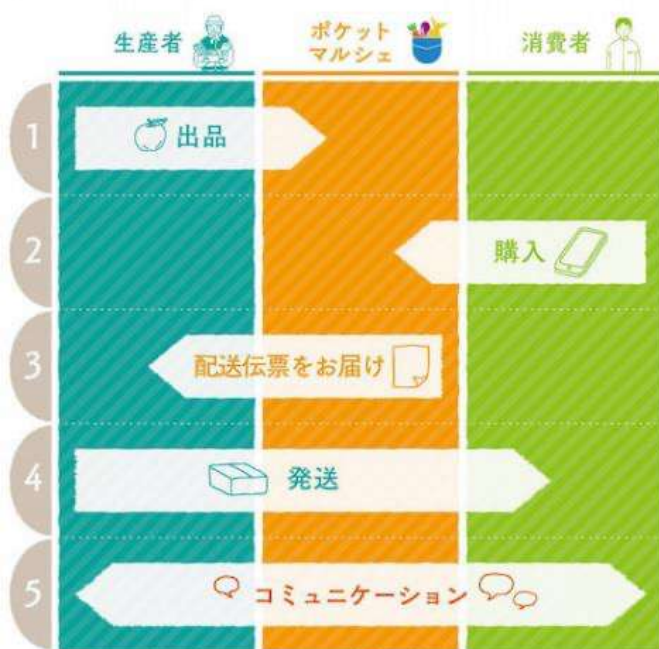 生産者
ポケット
マルシェ
消費者
1
出品
2
購入
3
配送伝票をお届け
4
発送
5
コミュニケーション